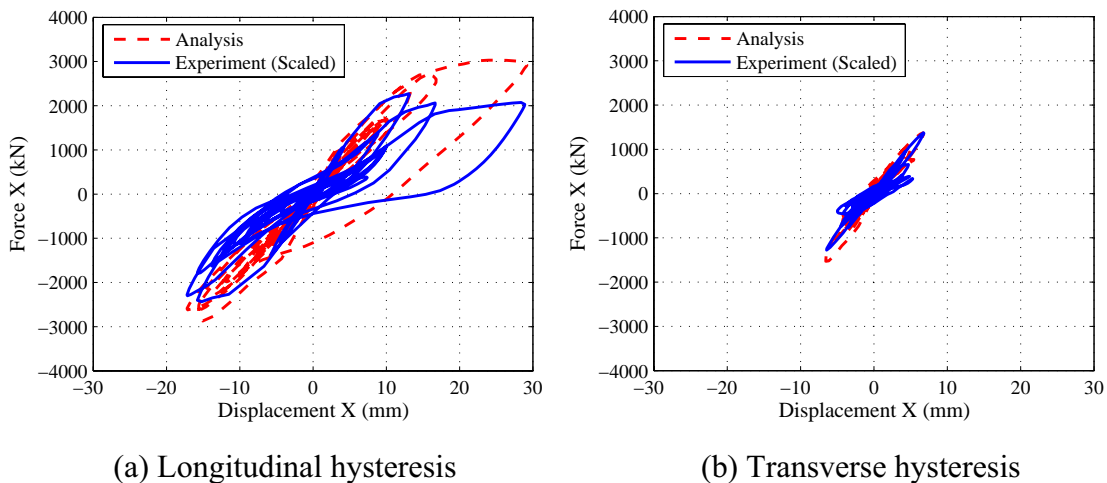 4000
3000
2000
1000
0
−1000
−2000
−3000
−4000
Force X (kN)
Analysis
Experiment (Scaled)
−30 −20 −10 0 10 20 30
Displacement X (mm)
(a) Longitudinal hysteresis
4000
3000
2000
1000
0
−1000
−2000
−3000
−4000
Force X (kN)
Analysis
Experiment (Scaled)
−30 −20 −10 0 10 20 30
Displacement X (mm)
(b) Transverse hysteresis